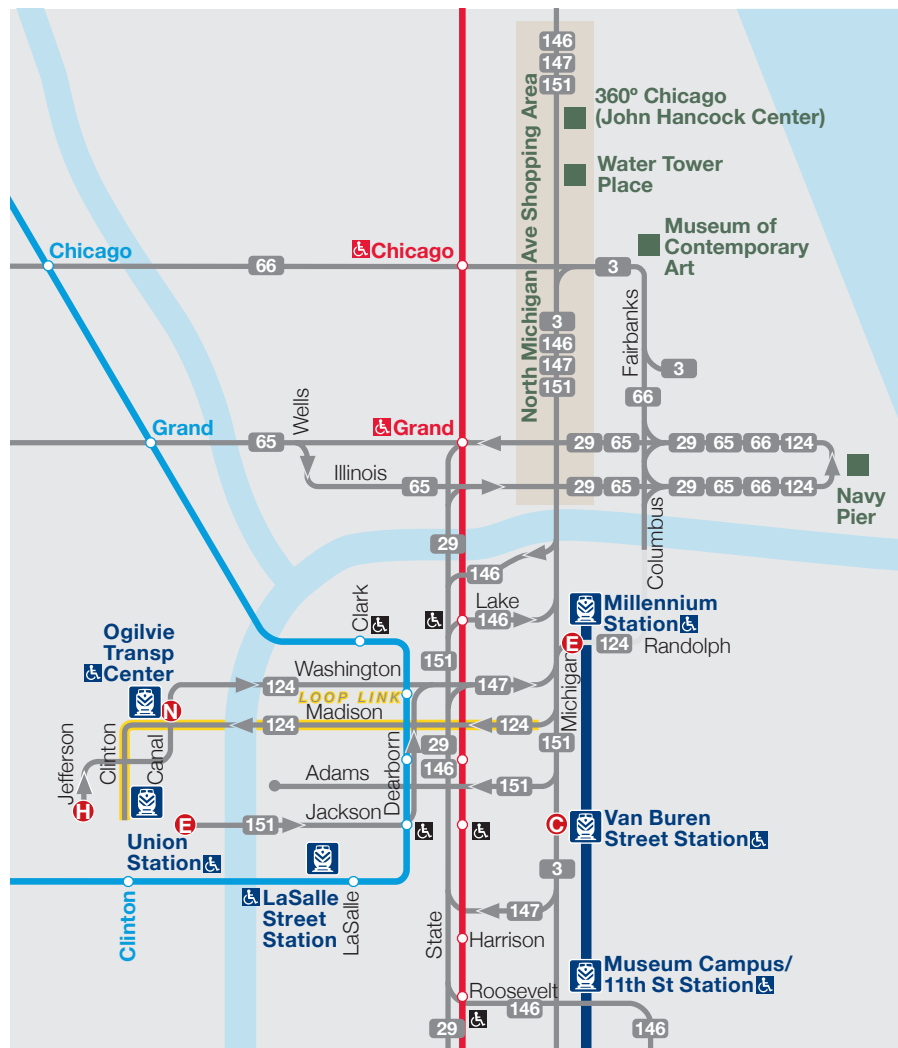 146
147
151
North Michigan Ave Shopping Area
360º Chicago
(John Hancock Center)
Water Tower
Place
Museum of
Contemporary
Art
Chicago
Chicago
66
3
Fairbanks
3
146
147
151
3
66
Wells
Grand
65
Grand
29
65
29
65
66
124
Illinois
65
29
65
29
65
66
124
Navy
Pier
Columbus
29
146
Clark
Lake
146
Millennium
Station
Ogilvie
Transp
Center
E
124
Randolph
Michigan
151
Washington
124
147
LOOP LINK
N
Madison
124
124
Clinton
Canal
Jefferson
Dearborn
29
146
151
Adams
151
H
E
151
Jackson
C
Van Buren
Street Station
Union
Station
3
LaSalle
Street
Station
LaSalle
Clinton
State
147
Harrison
Museum Campus/
11th St Station
Roosevelt
146
29
146